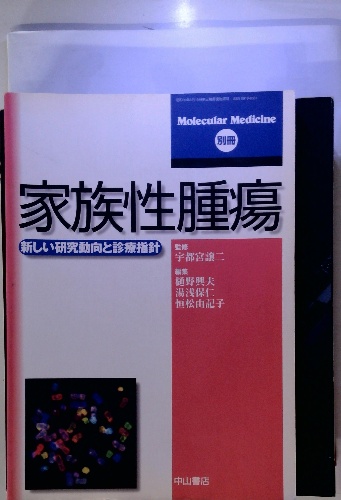 Molecular Medicine
別冊
家族性腫瘍
新しい研究動向と診療指針
監修
宇都宮譲二
編集
樋野興夫
湯浅保仁
恒松由記子
中山書店